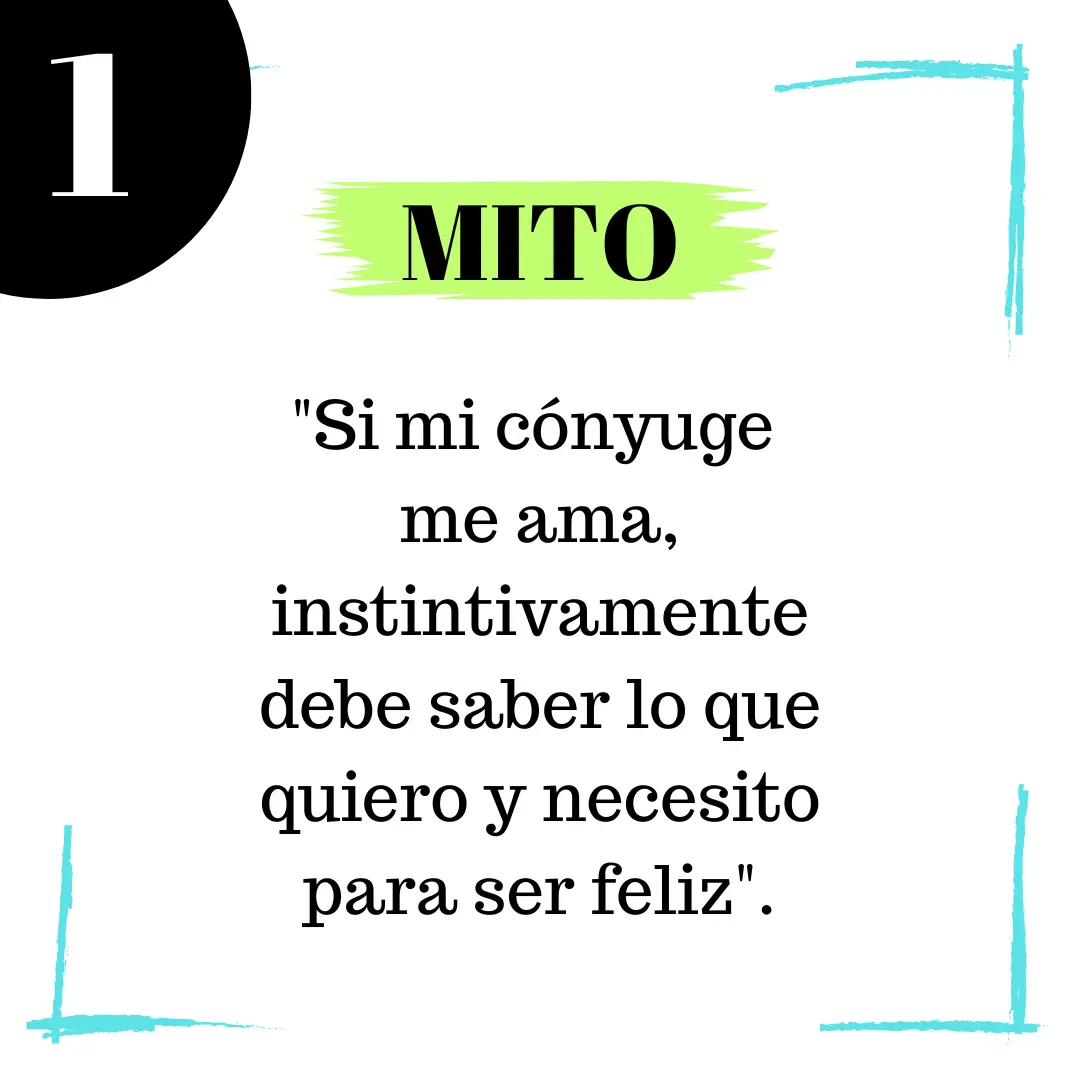 1
MITO
"Si mi cónyuge
me ama,
instintivamente
debe saber lo que
quiero y necesito
para ser feliz".